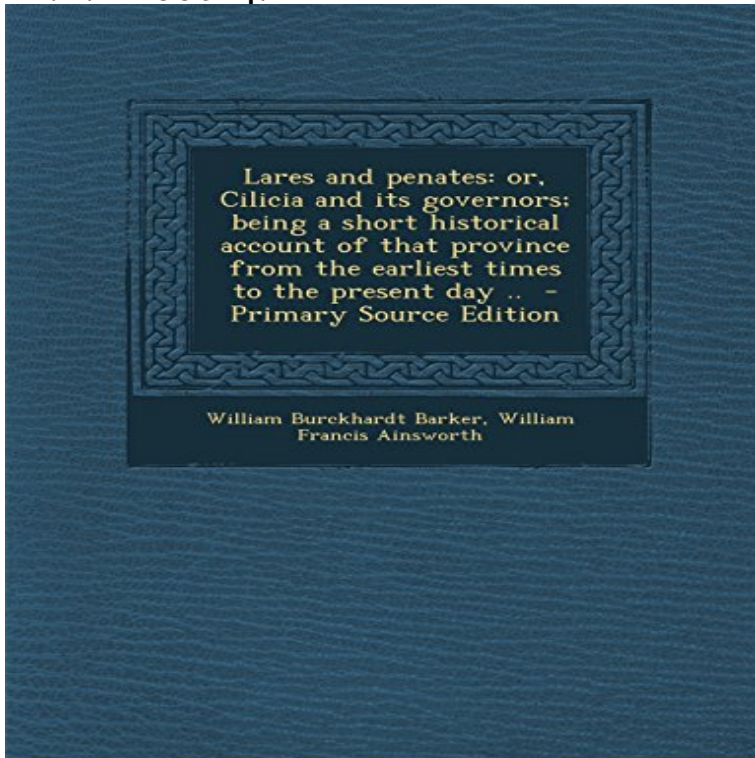 Lares and penates: or,
Cilicia and its governors;
being a short historical
account of that province
from the earliest times
to the present day .. -
Primary Source Edition
William Burckhardt Barker, William
Francis Ainsworth